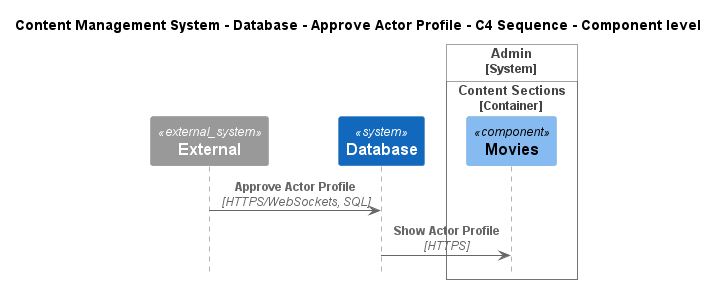 Content Management System - Database - Approve Actor Profile - C4 Sequence - Component level
Admin
[System]
Content Sections
[Container]
«external_system»
External
«system»
Database
«component»
Movies
Approve Actor Profile
[HTTPS/WebSockets, SQL]
Show Actor Profile
[HTTPS]